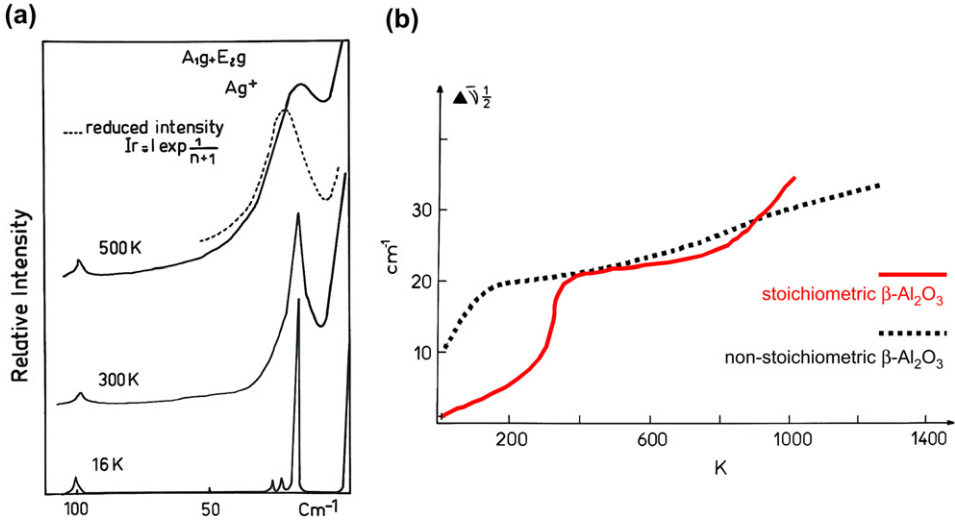 (a)
A₁g+E₂g
Ag⁺
---- reduced intensity
Ir=I exp 1/n+1
Relative Intensity
500 K
300 K
16 K
100
50
Cm⁻¹
(b)
▲ν̄ 1/2
cm⁻¹
30
20
10
stoichiometric β-Al₂O₃
non-stoichiometric β-Al₂O₃
200
600
1000
1400
K